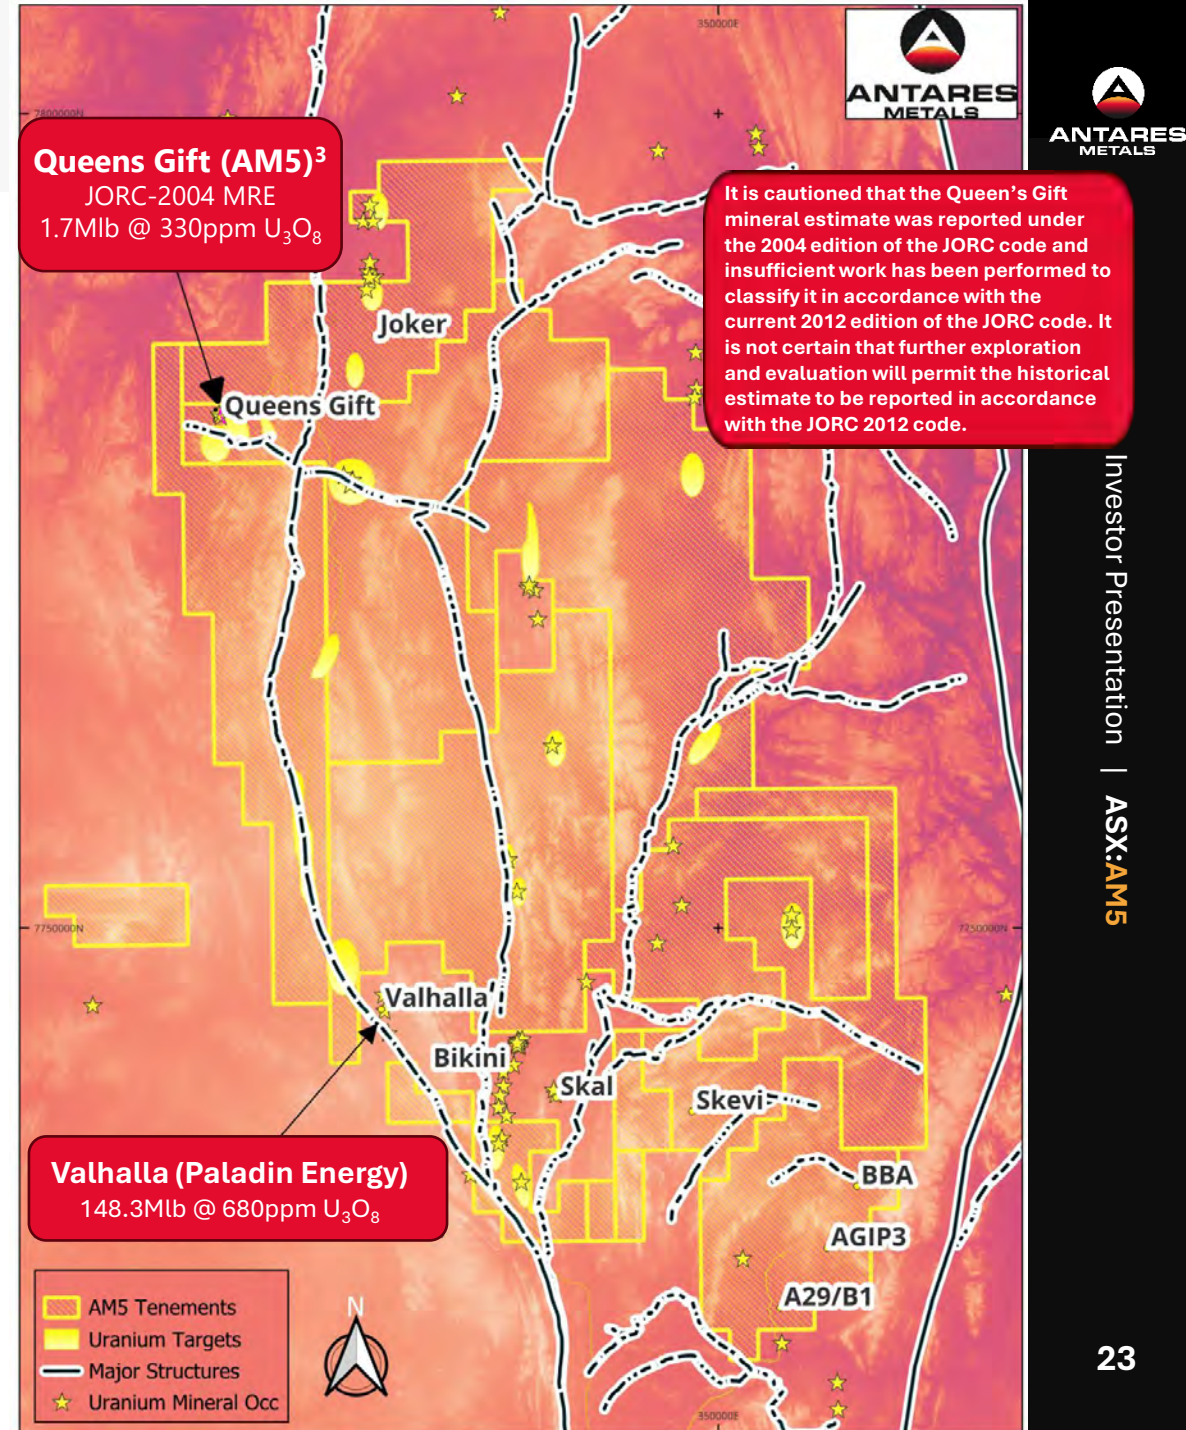 350000E
ANTARES
METALS
ANTARES
METALS
7800000N
Queens Gift (AM5)³
JORC-2004 MRE
1.7Mlb @ 330ppm U₃O₈
It is cautioned that the Queen's Gift
mineral estimate was reported under
the 2004 edition of the JORC code and
insufficient work has been performed to
classify it in accordance with the
current 2012 edition of the JORC code. It
is not certain that further exploration
and evaluation will permit the historical
estimate to be reported in accordance
with the JORC 2012 code.
Joker
Queens Gift
Investor Presentation | ASX:AM5
7750000N
7750000N
Valhalla
Bikini
Skal
Skevi
Valhalla (Paladin Energy)
148.3Mlb @ 680ppm U₃O₈
BBA
AGIP3
A29/B1
AM5 Tenements
Uranium Targets
Major Structures
Uranium Mineral Occ
N
23
350000E